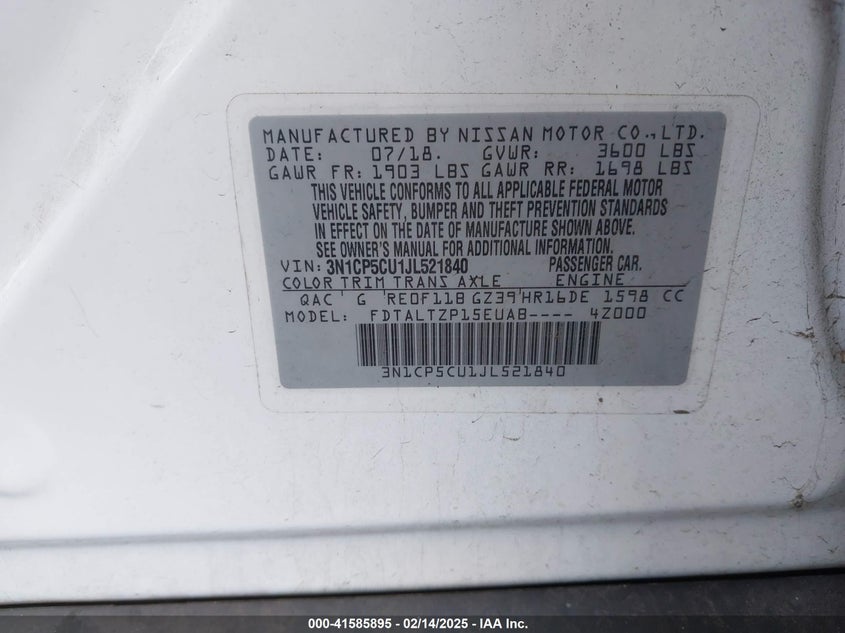 MANUFACTURED BY NISSAN MOTOR CO.,LTD.
DATE: 07/18. GVWR: 3600 LBS
GAWR FR: 1903 LBS GAWR RR: 1698 LBS
THIS VEHICLE CONFORMS TO ALL APPLICABLE FEDERAL MOTOR
VEHICLE SAFETY, BUMPER AND THEFT PREVENTION STANDARDS
IN EFFECT ON THE DATE OF MANUFACTURE SHOWN ABOVE.
SEE OWNER'S MANUAL FOR ADDITIONAL INFORMATION.
VIN: 3N1CP5CU1JL521840 PASSENGER CAR.
COLOR TRIM TRANS AXLE ENGINE
QAC G RE0F11B GZ39 HR16DE 1598 CC
MODEL: FDTALTZP15EUAB---- 4Z000
3N1CP5CU1JL521840
000-41585895 - 02/14/2025 - IAA Inc.